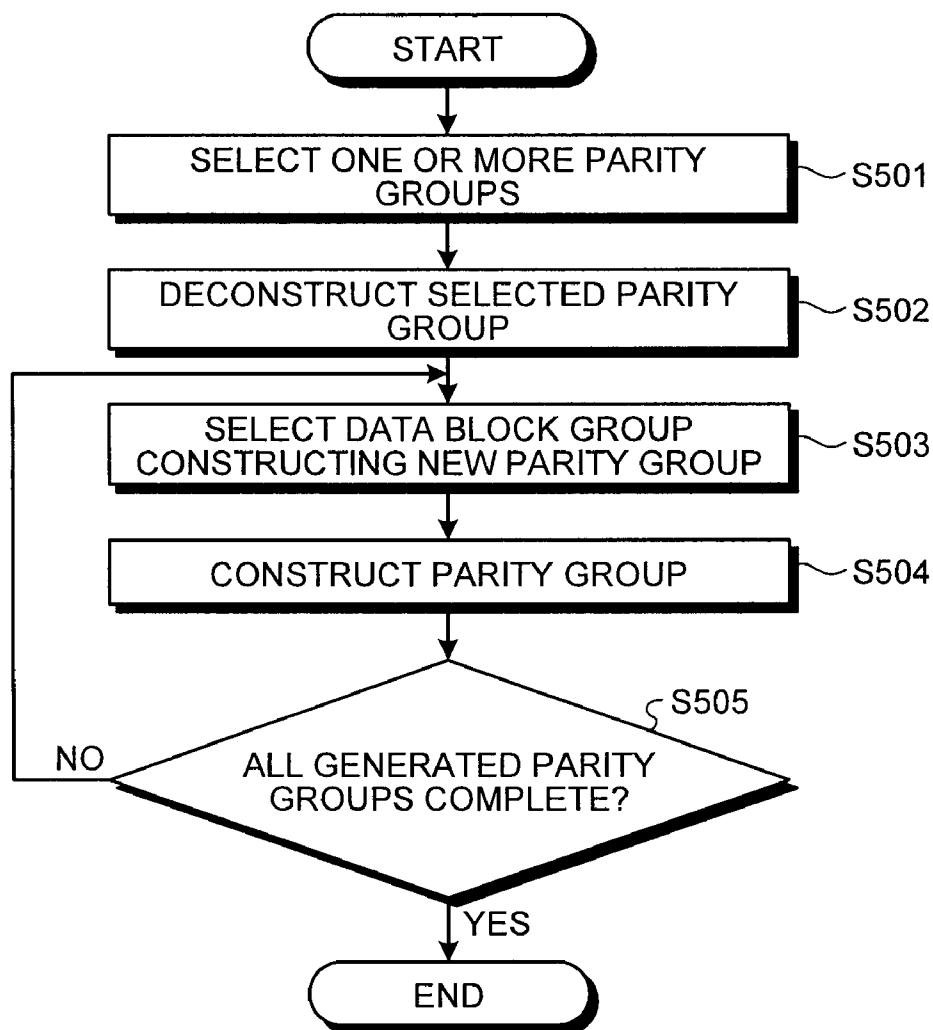 START
SELECT ONE OR MORE PARITY
GROUPS
S501
DECONSTRUCT SELECTED PARITY
GROUP
S502
SELECT DATA BLOCK GROUP
CONSTRUCTING NEW PARITY GROUP
S503
CONSTRUCT PARITY GROUP
S504
S505
NO
ALL GENERATED PARITY
GROUPS COMPLETE?
YES
END